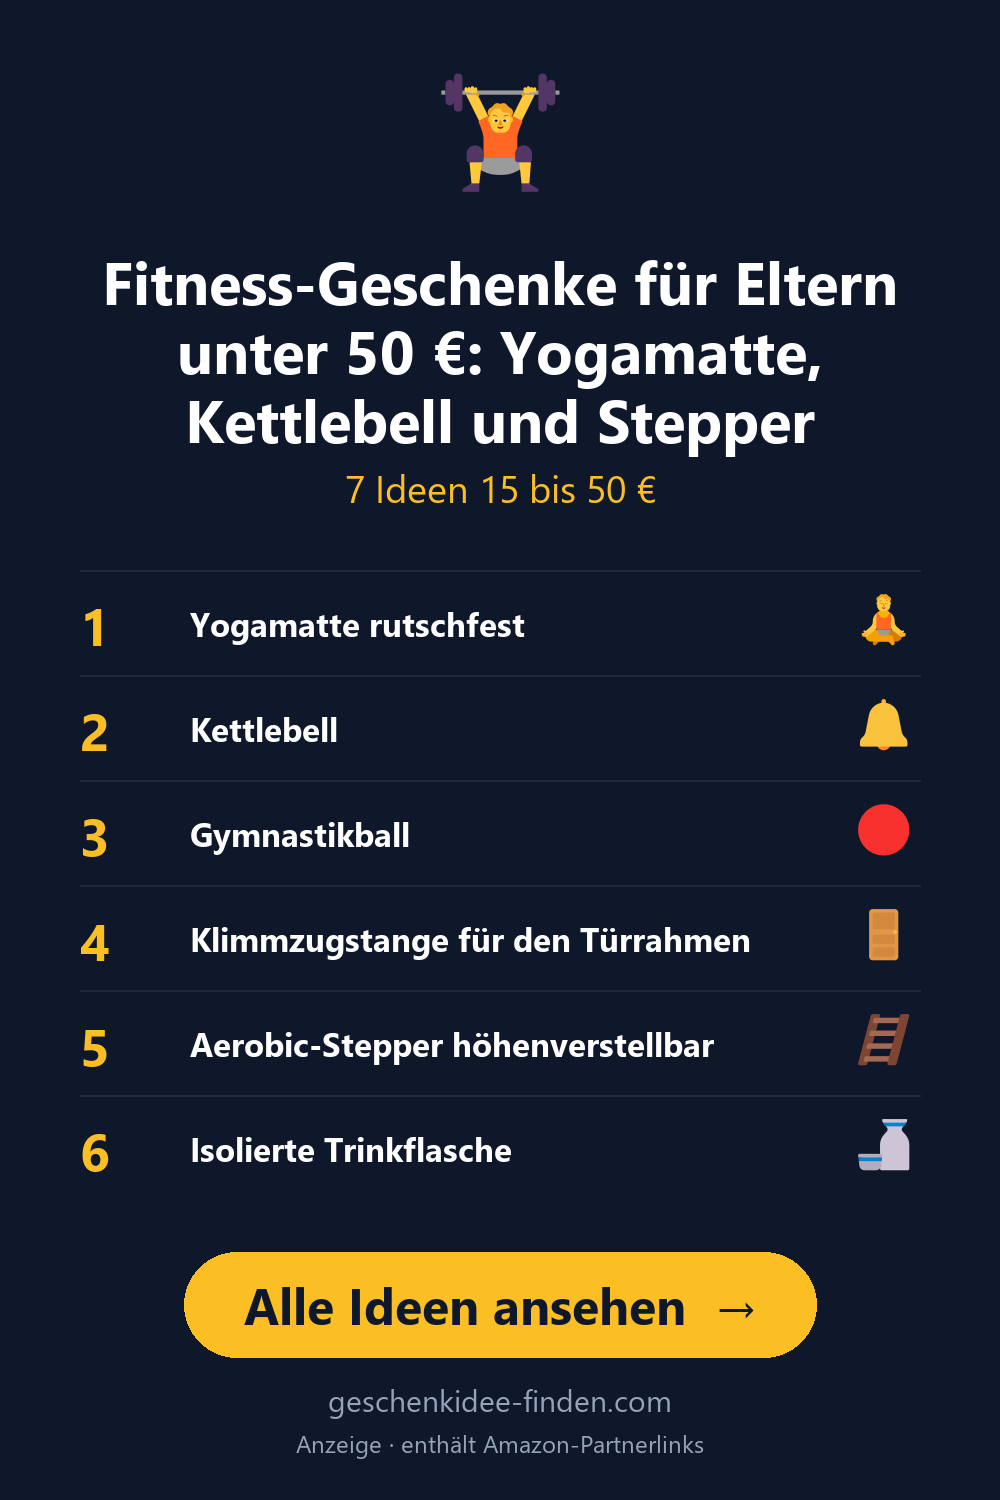 Fitness-Geschenke für Eltern
unter 50 €: Yogamatte,
Kettlebell und Stepper
7 Ideen 15 bis 50 €
1 Yogamatte rutschfest
2 Kettlebell
3 Gymnastikball
4 Klimmzugstange für den Türrahmen
5 Aerobic-Stepper höhenverstellbar
6 Isolierte Trinkflasche
Alle Ideen ansehen →
geschenkidee-finden.com
Anzeige · enthält Amazon-Partnerlinks